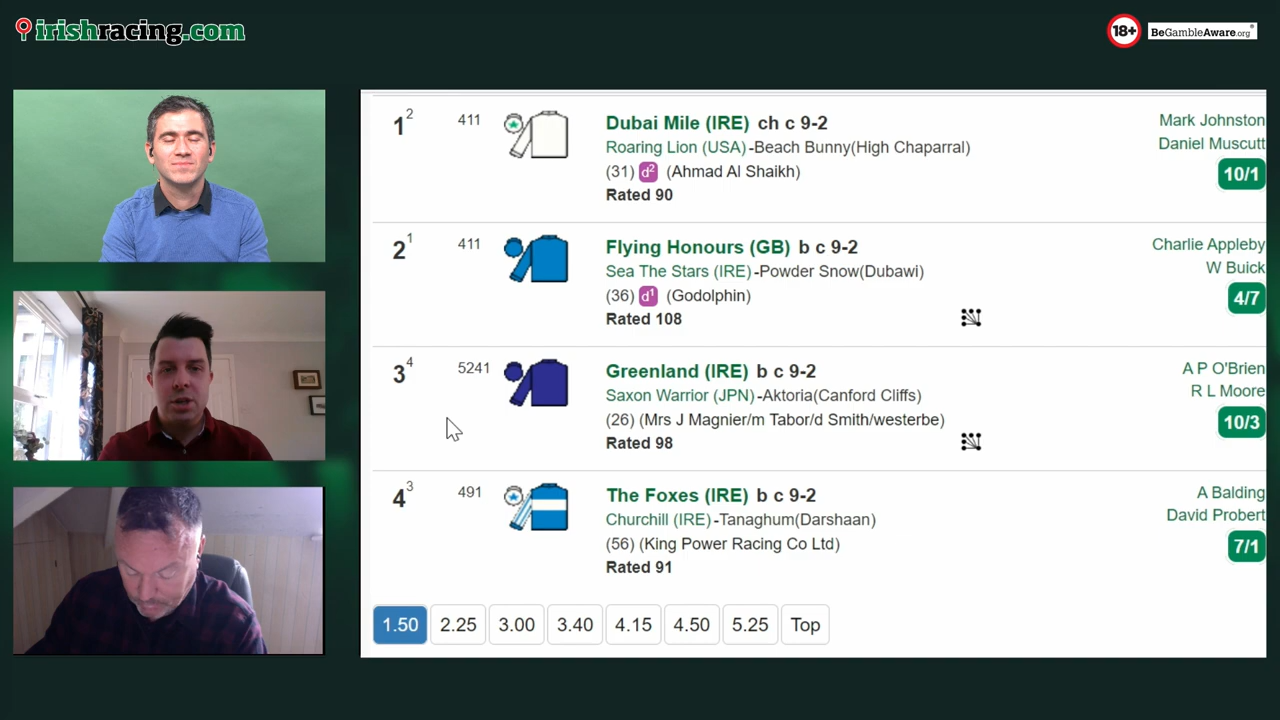 irishracing.com
18+
BeGambleAware.org®
1 2
411
Dubai Mile (IRE) ch c 9-2
Roaring Lion (USA)-Beach Bunny(High Chaparral)
(31) d2 (Ahmad Al Shaikh)
Rated 90
Mark Johnston
Daniel Muscutt
10/1
2 1
411
Flying Honours (GB) b c 9-2
Sea The Stars (IRE)-Powder Snow(Dubawi)
(36) d1 (Godolphin)
Rated 108
Charlie Appleby
W Buick
4/7
3 4
5241
Greenland (IRE) b c 9-2
Saxon Warrior (JPN)-Aktoria(Canford Cliffs)
(26) (Mrs J Magnier/m Tabor/d Smith/westerbe)
Rated 98
A P O'Brien
R L Moore
10/3
4 3
491
The Foxes (IRE) b c 9-2
Churchill (IRE)-Tanaghum(Darshaan)
(56) (King Power Racing Co Ltd)
Rated 91
A Balding
David Probert
7/1
1.50 2.25 3.00 3.40 4.15 4.50 5.25 Top